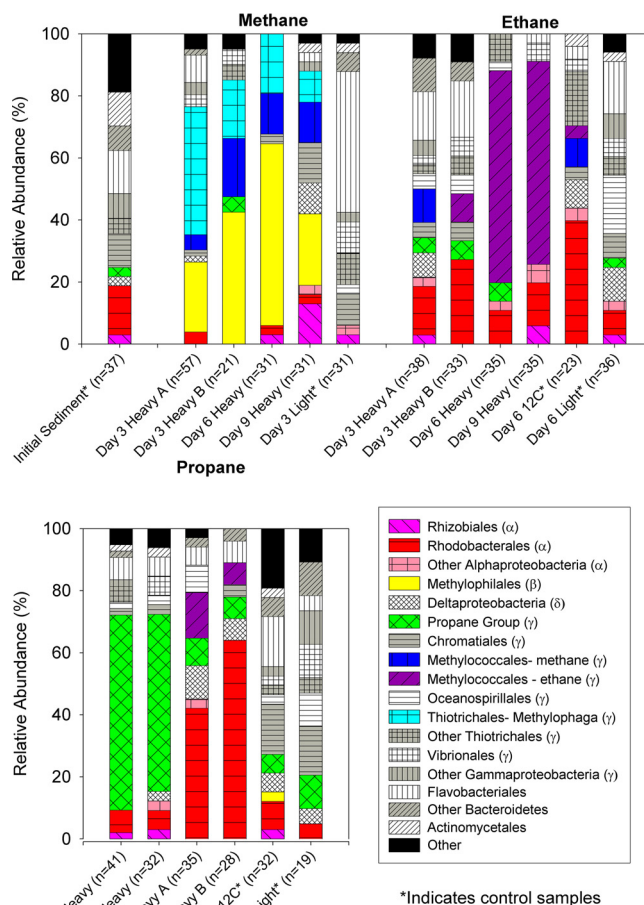 Methane
Ethane
100
80
60
40
20
0
Relative Abundance (%)
Initial Sediment* (n=37)
Day 3 Heavy A (n=57)
Day 3 Heavy B (n=21)
Day 6 Heavy (n=31)
Day 9 Heavy (n=31)
Day 3 Light* (n=31)
Day 3 Heavy A (n=38)
Day 3 Heavy B (n=33)
Day 6 Heavy (n=35)
Day 9 Heavy (n=35)
Day 6 12C* (n=23)
Day 6 Light* (n=36)
Propane
100
80
60
40
20
0
Relative Abundance (%)
Heavy (n=41)
Heavy (n=32)
A (n=35)
B (n=28)
12C* (n=32)
(n=19)
Rhizobiales (α)
Rhodobacterales (α)
Other Alphaproteobacteria (α)
Methylophilales (β)
Deltaproteobacteria (δ)
Propane Group (γ)
Chromatiales (γ)
Methylococcales- methane (γ)
Methylococcales - ethane (γ)
Oceanospirillales (γ)
Thiotrichales- Methylophaga (γ)
Other Thiotrichales (γ)
Vibrionales (γ)
Other Gammaproteobacteria (γ)
Flavobacteriales
Other Bacteroidetes
Actinomycetales
Other
*Indicates control samples